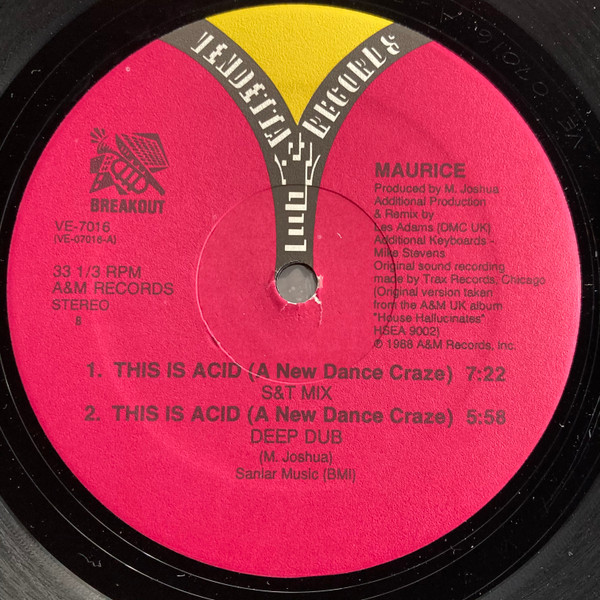 VENDETTA RECORDS
BREAKOUT
VE-7016
(VE-07016-A)
33 1/3 RPM
A&M RECORDS
STEREO
8
MAURICE
Produced by M. Joshua
Additional Production
& Remix by
Les Adams (DMC UK)
Additional Keyboards -
Mike Stevens
Original sound recording
made by Trax Records, Chicago
(Original version taken
from the A&M UK album
"House Hallucinates"
HSEA 9002)
℗ 1988 A&M Records, Inc.
1. THIS IS ACID (A New Dance Craze) 7:22
S&T MIX
2. THIS IS ACID (A New Dance Craze) 5:58
DEEP DUB
(M. Joshua)
Sanlar Music (BMI)